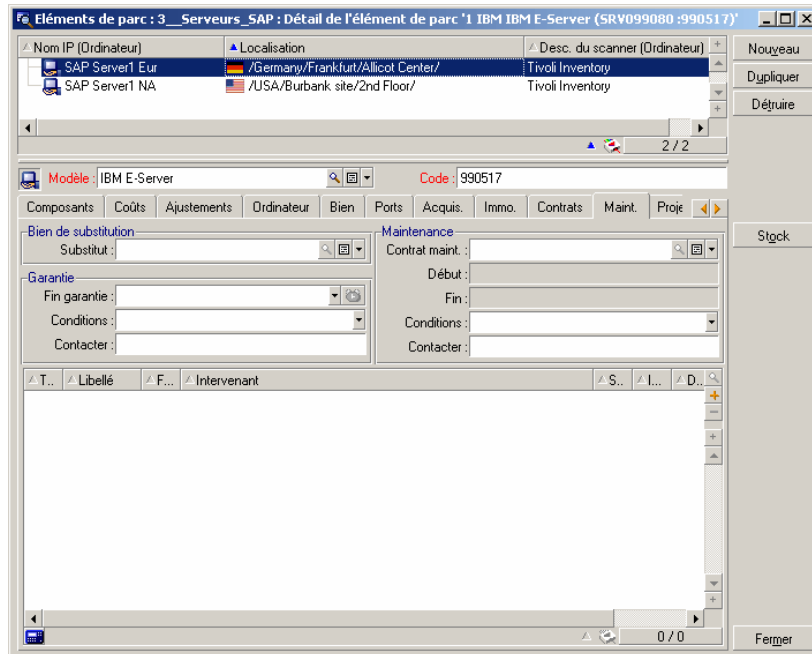 Eléments de parc : 3__Serveurs_SAP : Détail de l'élément de parc '1 IBM IBM E-Server (SRV099080 :990517)'
Nom IP (Ordinateur) Localisation Desc. du scanner (Ordinateur)
SAP Server1 Eur /Germany/Frankfurt/Allicot Center/ Tivoli Inventory
SAP Server1 NA /USA/Burbank site/2nd Floor/ Tivoli Inventory
2 / 2
Nouveau
Dupliquer
Détruire
Modèle : IBM E-Server Code : 990517
Composants Coûts Ajustements Ordinateur Bien Ports Acquis. Immo. Contrats Maint. Proje
Stock
Bien de substitution
Substitut :
Garantie
Fin garantie :
Conditions :
Contacter :
Maintenance
Contrat maint. :
Début :
Fin :
Conditions :
Contacter :
T... Libellé F... Intervenant S... I... D...
0 / 0
Fermer